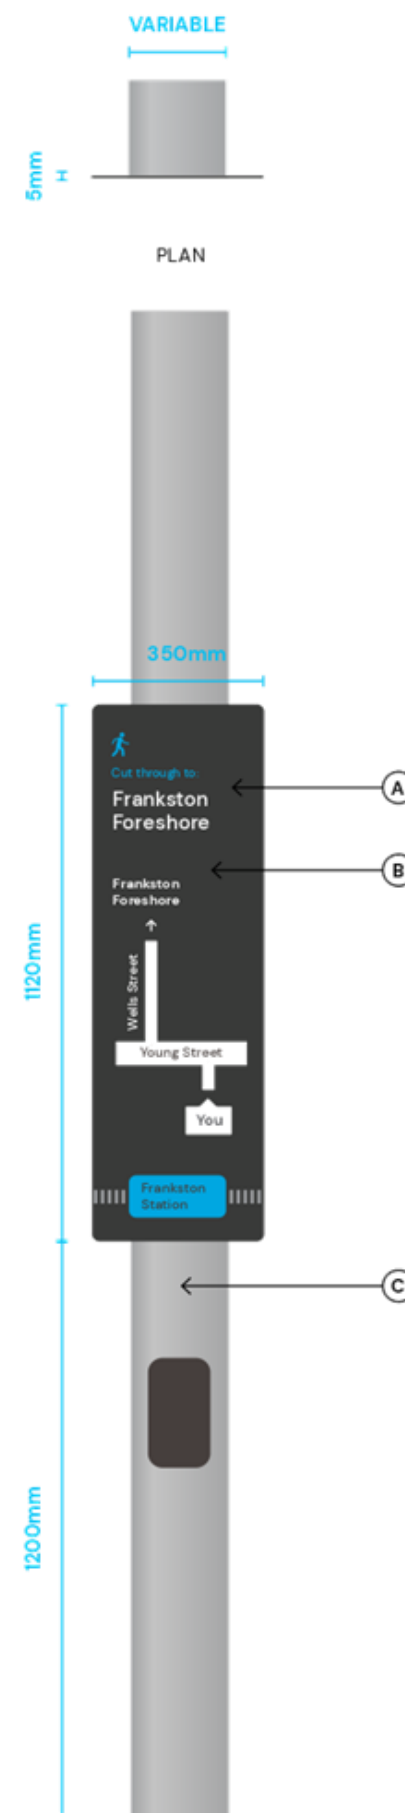 VARIABLE
5mm
PLAN
350mm
Cut through to:
Frankston
Foreshore
A
B
Frankston
Foreshore
1120mm
Wells Street
Young Street
You
Frankston
Station
C
1200mm